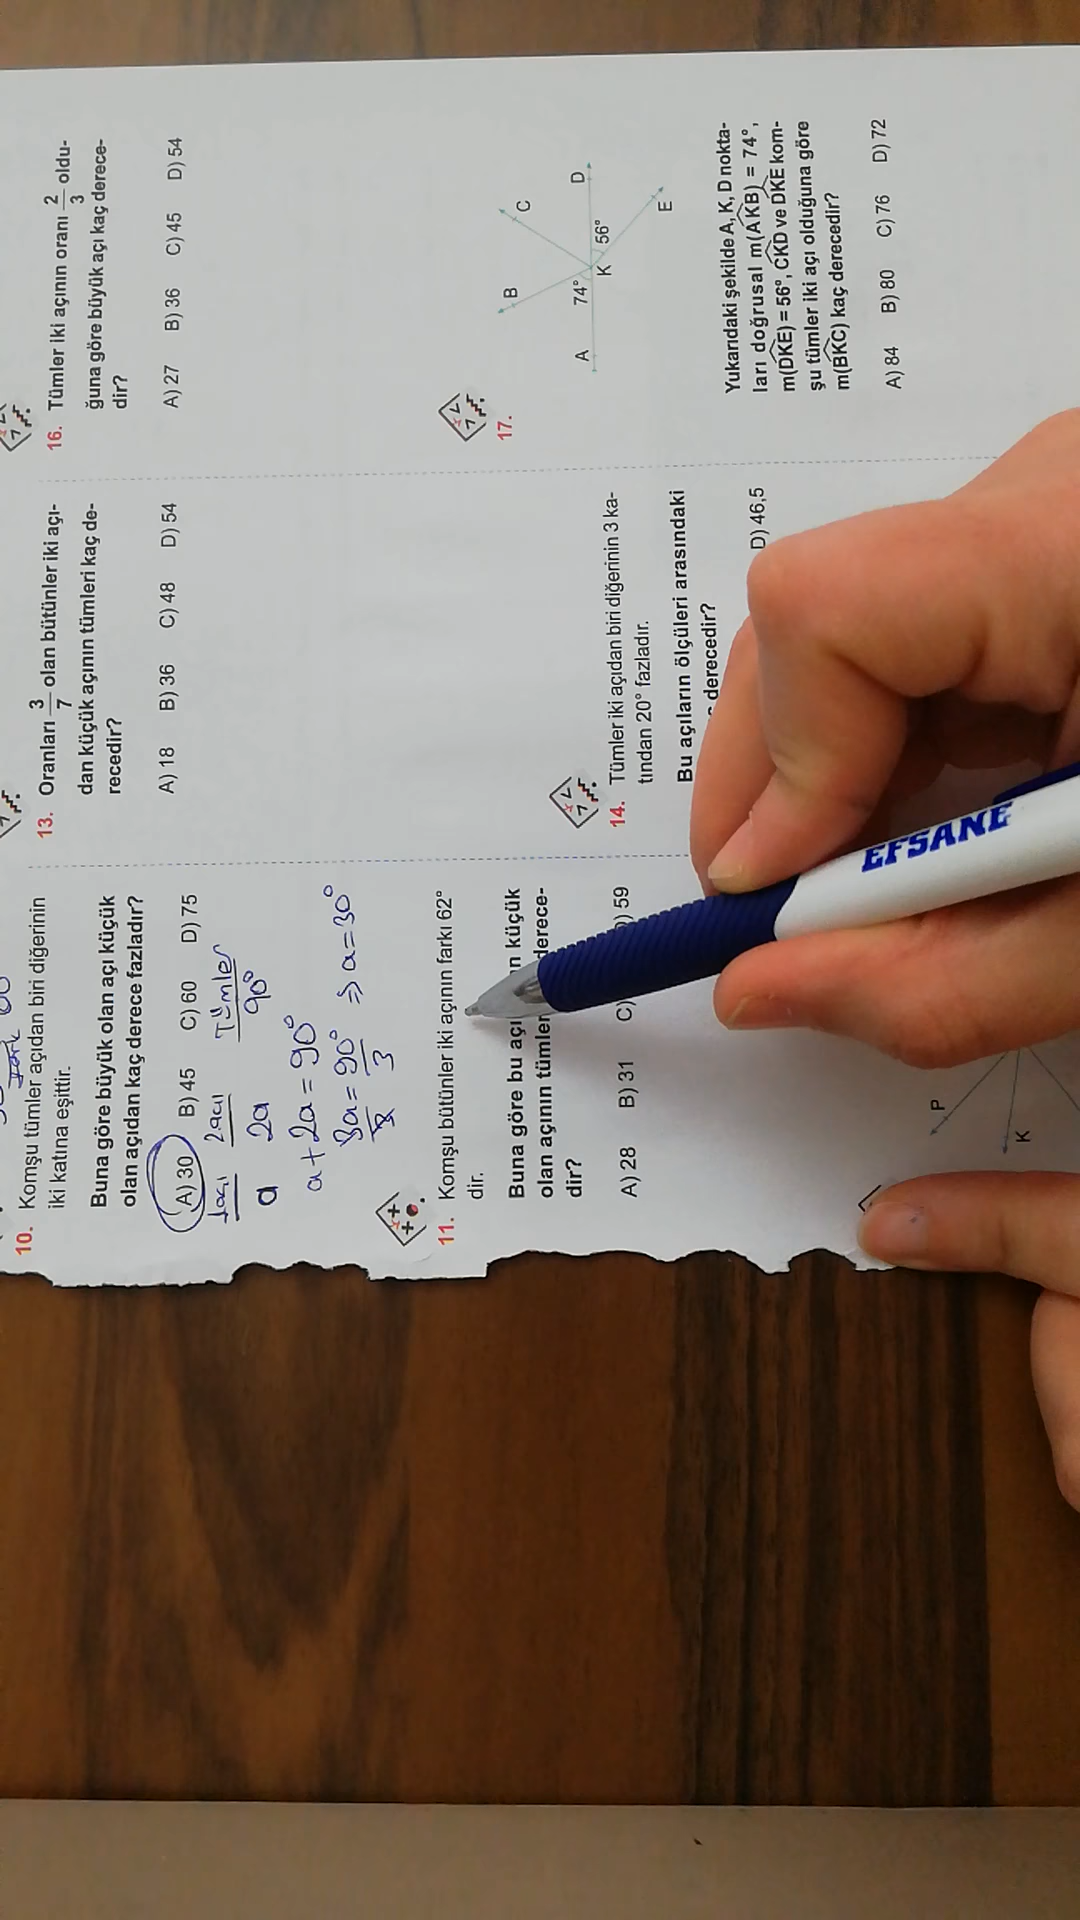 10. Komşu tümler açıdan biri diğerinin
iki katına eşittir.
Buna göre büyük olan açı küçük
olan açıdan kaç derece fazladır?
A) 30 B) 45 C) 60 D) 75
1açı 2açı Tümler
a 2a 90°
a+2a=90°
3a=90° ⇒ a=30°
3 3
11. Komşu bütünler iki açının farkı 62°
dir.
Buna göre bu açı n küçük
olan açının tümler derece-
dir?
A) 28 B) 31 C) 59
P
K
13. Oranları 3/7 olan bütünler iki açı-
dan küçük açının tümleri kaç de-
recedir?
A) 18 B) 36 C) 48 D) 54
14. Tümler iki açıdan biri diğerinin 3 ka-
tından 20° fazladır.
Bu açıların ölçüleri arasındaki
derecedir?
D) 46,5
16. Tümler iki açının oranı 2/3 oldu-
ğuna göre büyük açı kaç derece-
dir?
A) 27 B) 36 C) 45 D) 54
17.
B C
A 74° K 56° D
E
Yukarıdaki şekilde A, K, D nokta-
ları doğrusal m(AKB) = 74°,
m(DKE) = 56°, CKD ve DKE kom-
şu tümler iki açı olduğuna göre
m(BKC) kaç derecedir?
A) 84 B) 80 C) 76 D) 72
EFSANE